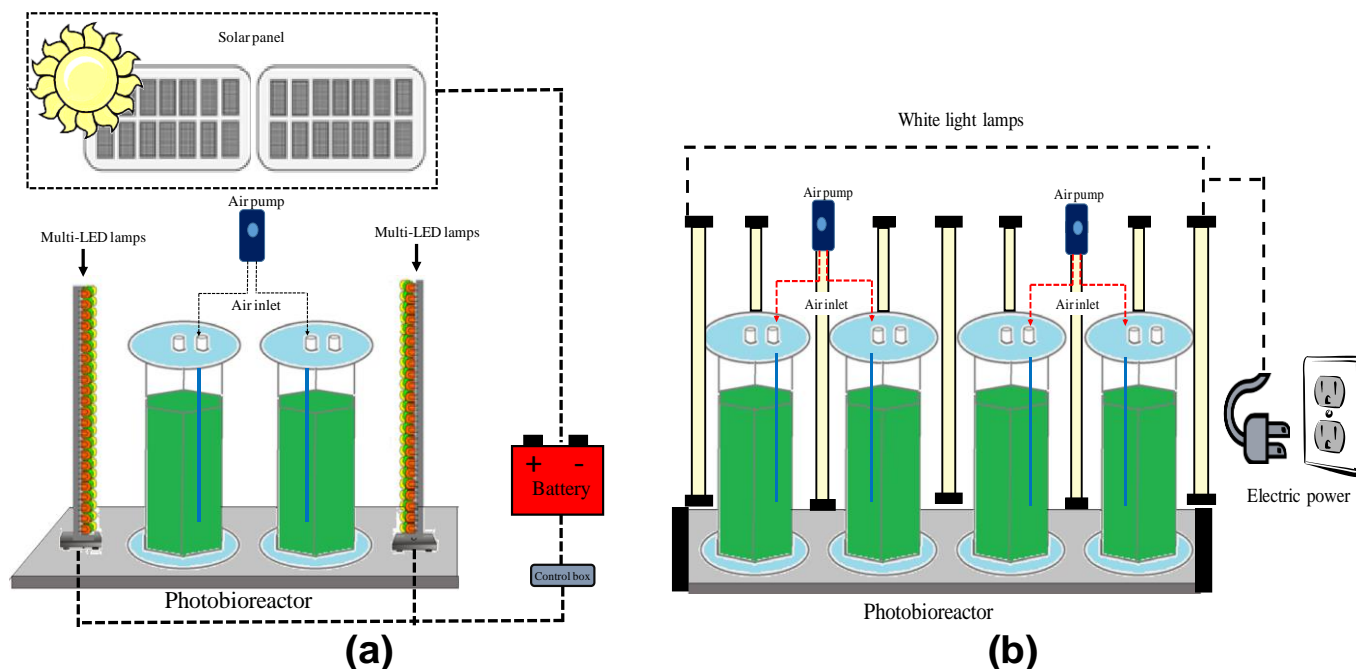 Solar panel
Air pump
Multi-LED lamps
Multi-LED lamps
Air inlet
+ -
Battery
Control box
Photobioreactor
(a)
White light lamps
Air pump
Air pump
Air inlet
Air inlet
Electric power
Photobioreactor
(b)